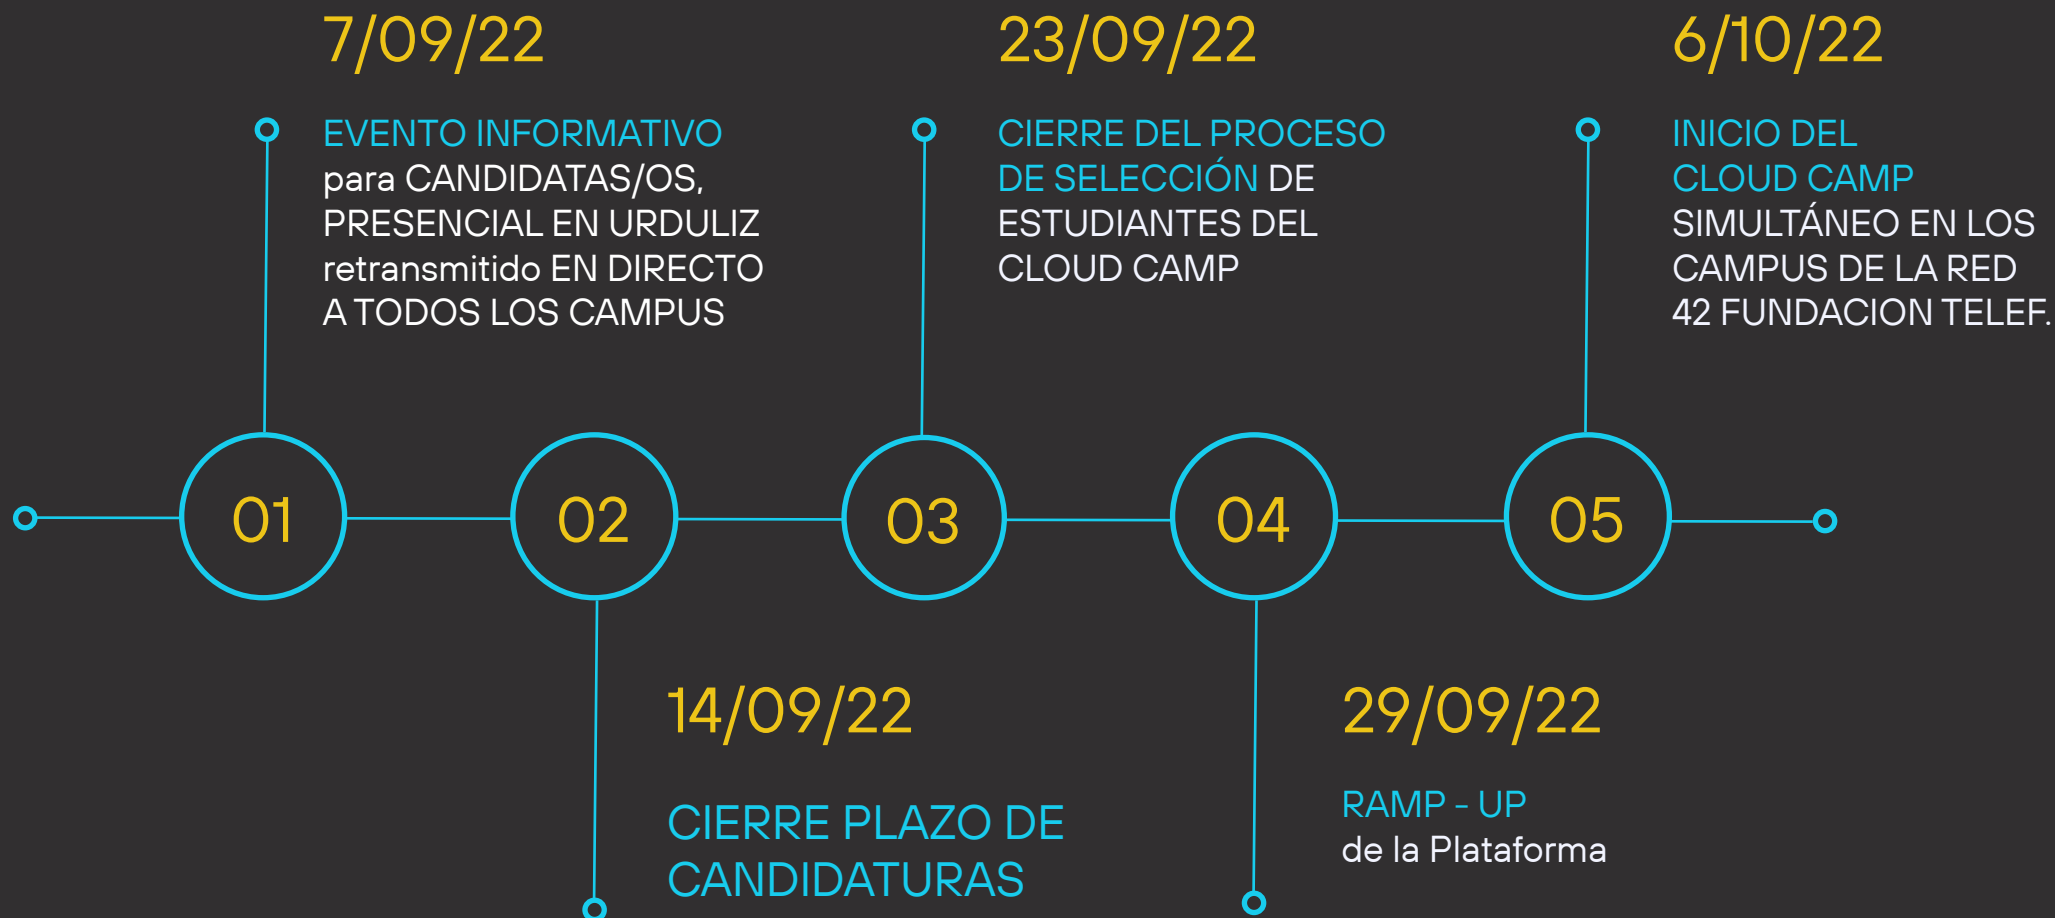 7/09/22
EVENTO INFORMATIVO
para CANDIDATAS/OS,
PRESENCIAL EN URDULIZ
retransmitido EN DIRECTO
A TODOS LOS CAMPUS
23/09/22
CIERRE DEL PROCESO
DE SELECCIÓN DE
ESTUDIANTES DEL
CLOUD CAMP
6/10/22
INICIO DEL
CLOUD CAMP
SIMULTÁNEO EN LOS
CAMPUS DE LA RED
42 FUNDACION TELEF.
01
02
03
04
05
14/09/22
CIERRE PLAZO DE
CANDIDATURAS
29/09/22
RAMP - UP
de la Plataforma